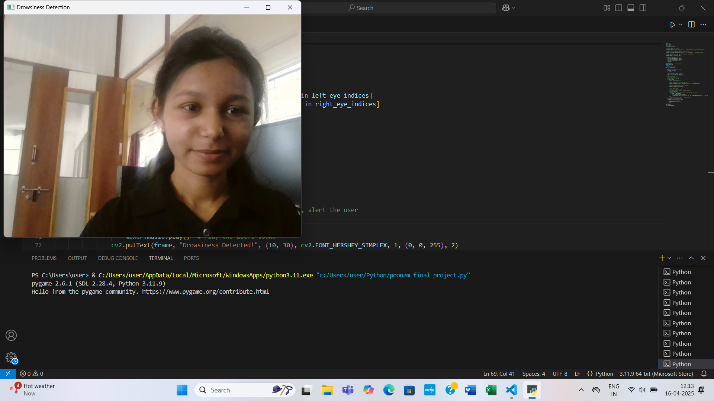 Drowsiness Detection
Search
in left_eye_indices]
in right_eye_indices]
, alert the user
72
cv2.putText(frame, "Drowsiness Detected!", (10, 30), cv2.FONT_HERSHEY_SIMPLEX, 1, (0, 0, 255), 2)
PROBLEMS OUTPUT DEBUG CONSOLE TERMINAL PORTS
PS C:\Users\user> & C:/Users/user/AppData/Local/Microsoft/WindowsApps/python3.11.exe "c:/Users/user/Python/poonam final project.py"
pygame 2.6.1 (SDL 2.28.4, Python 3.11.9)
Hello from the pygame community. https://www.pygame.org/contribute.html
Python
Python
Python
Python
Python
Python
Python
Python
Python
Python
0 0
Ln 69, Col 41 Spaces: 4 UTF-8 LF {} Python 3.11.9 64-bit (Microsoft Store)
4
Hot weather
Now
Search
ENG
IN
12:13
16-04-2025